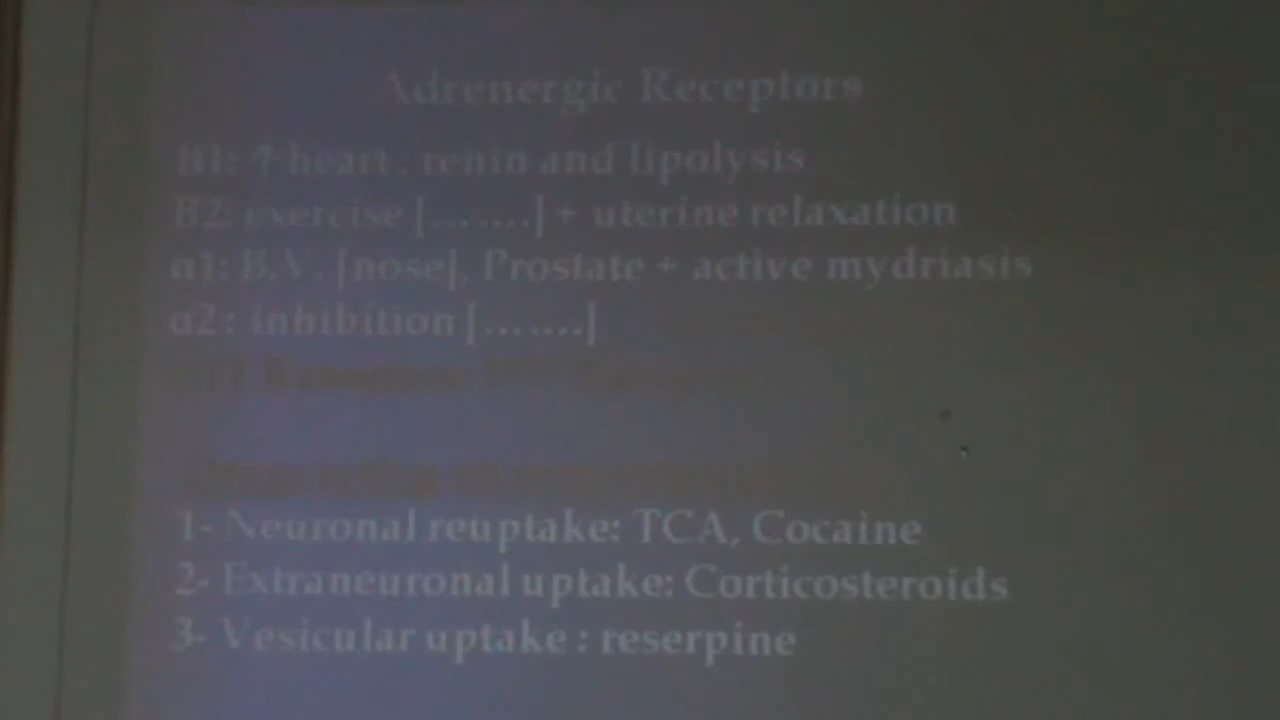 Adrenergic Receptors
B1: ↑ heart, renin and lipolysis
B2: exercise [.......] + uterine relaxation
α1: B.V. [nose], Prostate + active mydriasis
α2 : inhibition [.......]
1- Neuronal reuptake: TCA, Cocaine
2- Extraneuronal uptake: Corticosteroids
3- Vesicular uptake : reserpine